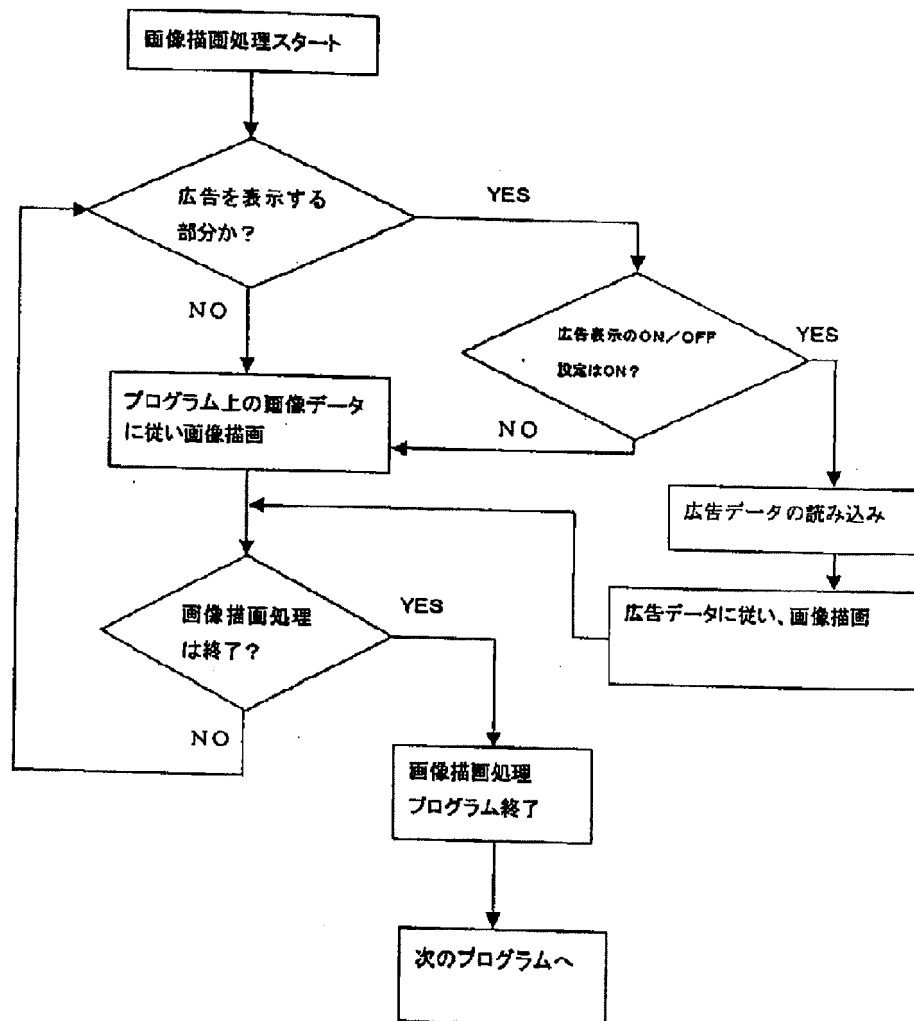 画像描画処理スタート
広告を表示する
部分か？
YES
NO
広告表示のON／OFF
設定はON？
YES
NO
プログラム上の画像データ
に従い画像描画
広告データの読み込み
広告データに従い、画像描画
画像描画処理
は終了？
YES
NO
画像描画処理
プログラム終了
次のプログラムへ